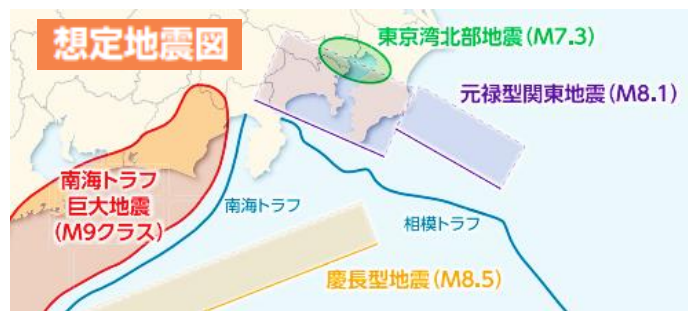 想定地震図
東京湾北部地震(M7.3)
元禄型関東地震(M8.1)
南海トラフ
巨大地震
(M9クラス)
南海トラフ
相模トラフ
慶長型地震(M8.5)